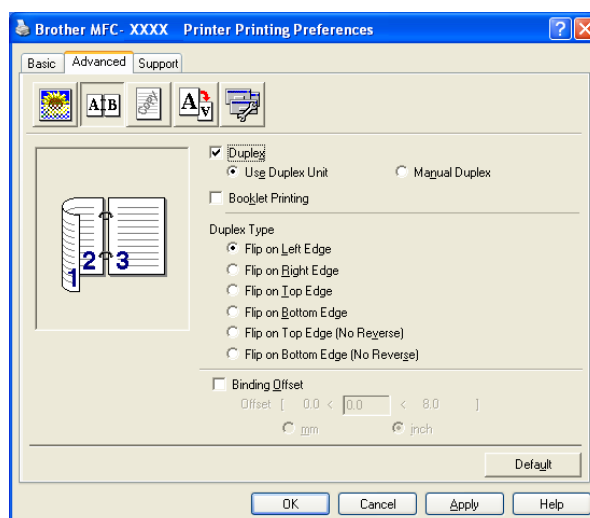 Brother MFC- XXXX Printer Printing Preferences
Basic Advanced Support
A B
A A
Duplex
Use Duplex Unit Manual Duplex
Booklet Printing
1 2 3
Duplex Type
Flip on Left Edge
Flip on Right Edge
Flip on Top Edge
Flip on Bottom Edge
Flip on Top Edge (No Reverse)
Flip on Bottom Edge (No Reverse)
Binding Offset
Offset [ 0.0 < 0.0 < 8.0 ]
mm inch
Default
OK Cancel Apply Help